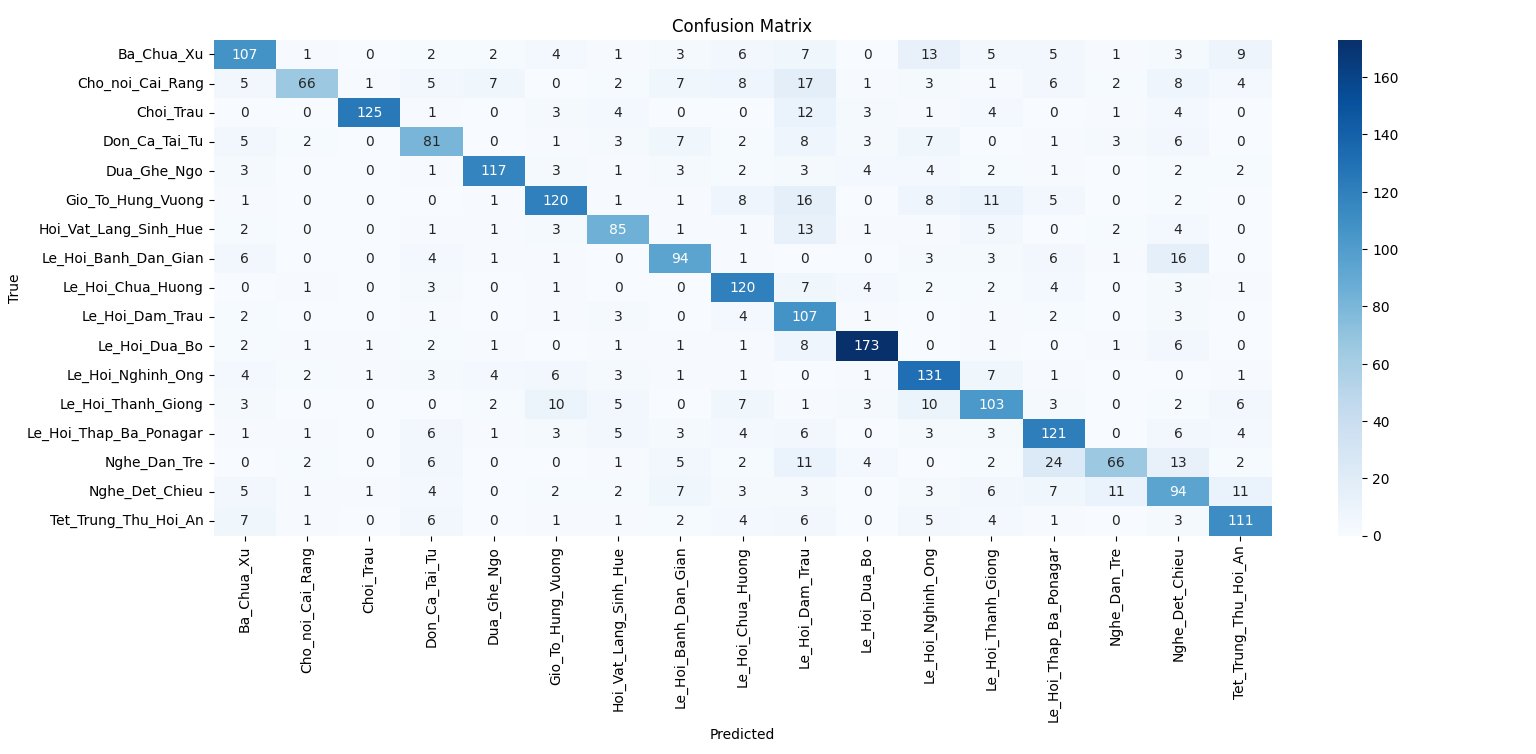 Confusion Matrix
Ba_Chua_Xu 107 1 0 2 2 4 1 3 6 7 0 13 5 5 1 3 9
Cho_noi_Cai_Rang 5 66 1 5 7 0 2 7 8 17 1 3 1 6 2 8 4
Choi_Trau 0 0 125 1 0 3 4 0 0 12 3 1 4 0 1 4 0
Don_Ca_Tai_Tu 5 2 0 81 0 1 3 7 2 8 3 7 0 1 3 6 0
Dua_Ghe_Ngo 3 0 0 1 117 3 1 3 2 3 4 4 2 1 0 2 2
Gio_To_Hung_Vuong 1 0 0 0 1 120 1 1 8 16 0 8 11 5 0 2 0
Hoi_Vat_Lang_Sinh_Hue 2 0 0 1 1 3 85 1 1 13 1 1 5 0 2 4 0
Le_Hoi_Banh_Dan_Gian 6 0 0 4 1 1 0 94 1 0 0 3 3 6 1 16 0
Le_Hoi_Chua_Huong 0 1 0 3 0 1 0 0 120 7 4 2 2 4 0 3 1
Le_Hoi_Dam_Trau 2 0 0 1 0 1 3 0 4 107 1 0 1 2 0 3 0
Le_Hoi_Dua_Bo 2 1 1 2 1 0 1 1 1 8 173 0 1 0 1 6 0
Le_Hoi_Nghinh_Ong 4 2 1 3 4 6 3 1 1 0 1 131 7 1 0 0 1
Le_Hoi_Thanh_Giong 3 0 0 0 2 10 5 0 7 1 3 10 103 3 0 2 6
Le_Hoi_Thap_Ba_Ponagar 1 1 0 6 1 3 5 3 4 6 0 3 3 121 0 6 4
Nghe_Dan_Tre 0 2 0 6 0 0 1 5 2 11 4 0 2 24 66 13 2
Nghe_Det_Chieu 5 1 1 4 0 2 2 7 3 3 0 3 6 7 11 94 11
Tet_Trung_Thu_Hoi_An 7 1 0 6 0 1 1 2 4 6 0 5 4 1 0 3 111
True
Ba_Chua_Xu
Cho_noi_Cai_Rang
Choi_Trau
Don_Ca_Tai_Tu
Dua_Ghe_Ngo
Gio_To_Hung_Vuong
Hoi_Vat_Lang_Sinh_Hue
Le_Hoi_Banh_Dan_Gian
Le_Hoi_Chua_Huong
Le_Hoi_Dam_Trau
Le_Hoi_Dua_Bo
Le_Hoi_Nghinh_Ong
Le_Hoi_Thanh_Giong
Le_Hoi_Thap_Ba_Ponagar
Nghe_Dan_Tre
Nghe_Det_Chieu
Tet_Trung_Thu_Hoi_An
Predicted
160
140
120
100
80
60
40
20
0